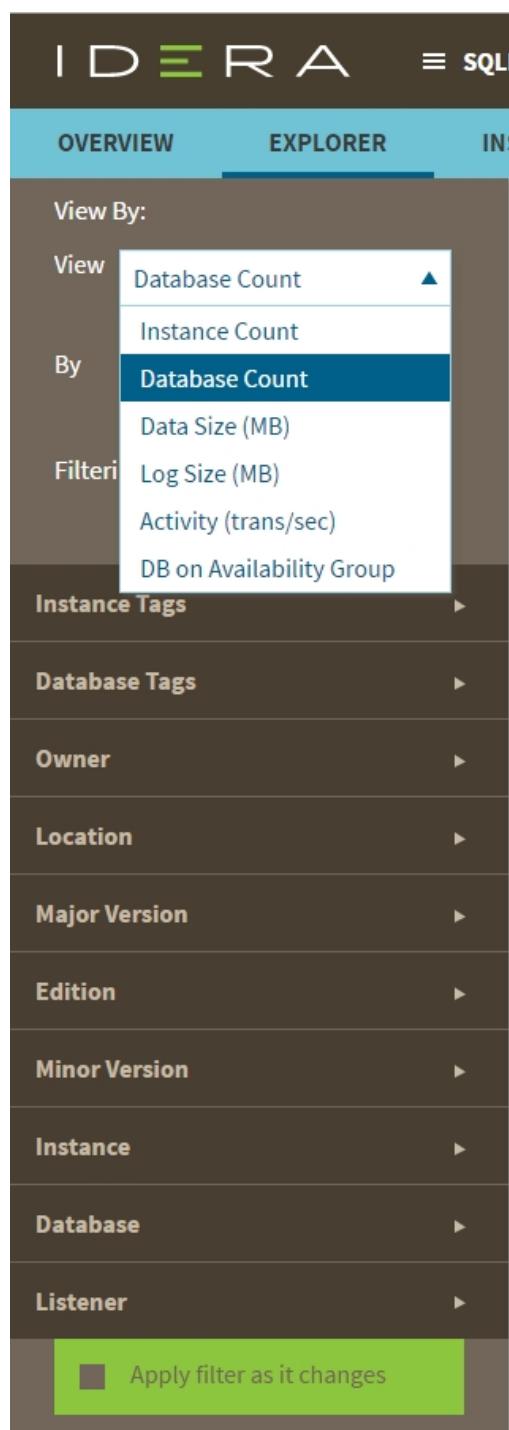 IDERA ≡ SQL
OVERVIEW EXPLORER
View By:
View Database Count
Instance Count
By Database Count
Data Size (MB)
Log Size (MB)
Activity (trans/sec)
DB on Availability Group
Instance Tags
Database Tags
Owner
Location
Major Version
Edition
Minor Version
Instance
Database
Listener
Apply filter as it changes